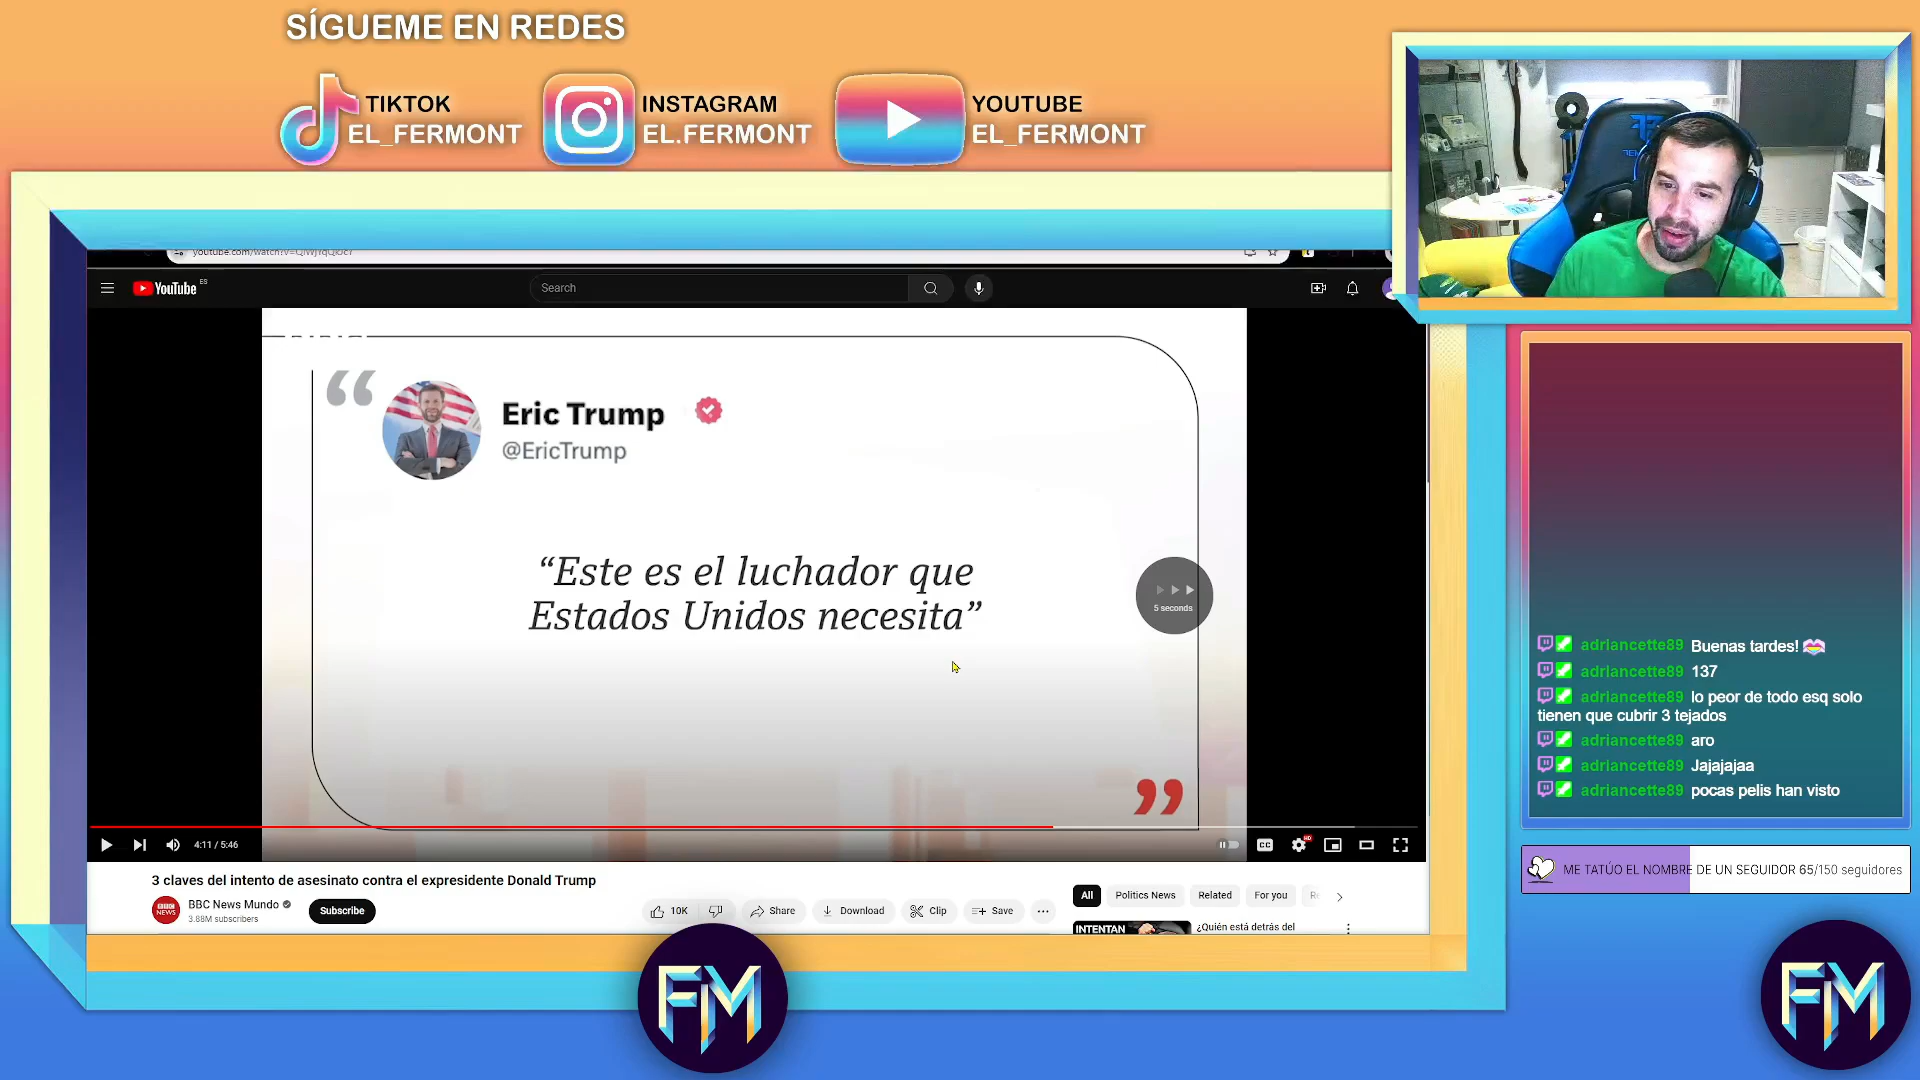 SÍGUEME EN REDES
TIKTOK
EL_FERMONT
INSTAGRAM
EL.FERMONT
YOUTUBE
EL_FERMONT
YouTube ES
Search
“
Eric Trump
@EricTrump
“Este es el luchador que
Estados Unidos necesita”
5 seconds
”
4:11 / 5:46
CC
HD
3 claves del intento de asesinato contra el expresidente Donald Trump
BBC NEWS
BBC News Mundo
3.88M subscribers
Subscribe
10K
Share
Download
Clip
Save
All
Politics News
Related
For you
INTENTAN
¿Quién está detrás del
adriancette89 Buenas tardes!
adriancette89 137
adriancette89 lo peor de todo esq solo
tienen que cubrir 3 tejados
adriancette89 aro
adriancette89 Jajajajaa
adriancette89 pocas pelis han visto
ME TATÚO EL NOMBRE DE UN SEGUIDOR 65/150 seguidores
FM
FM